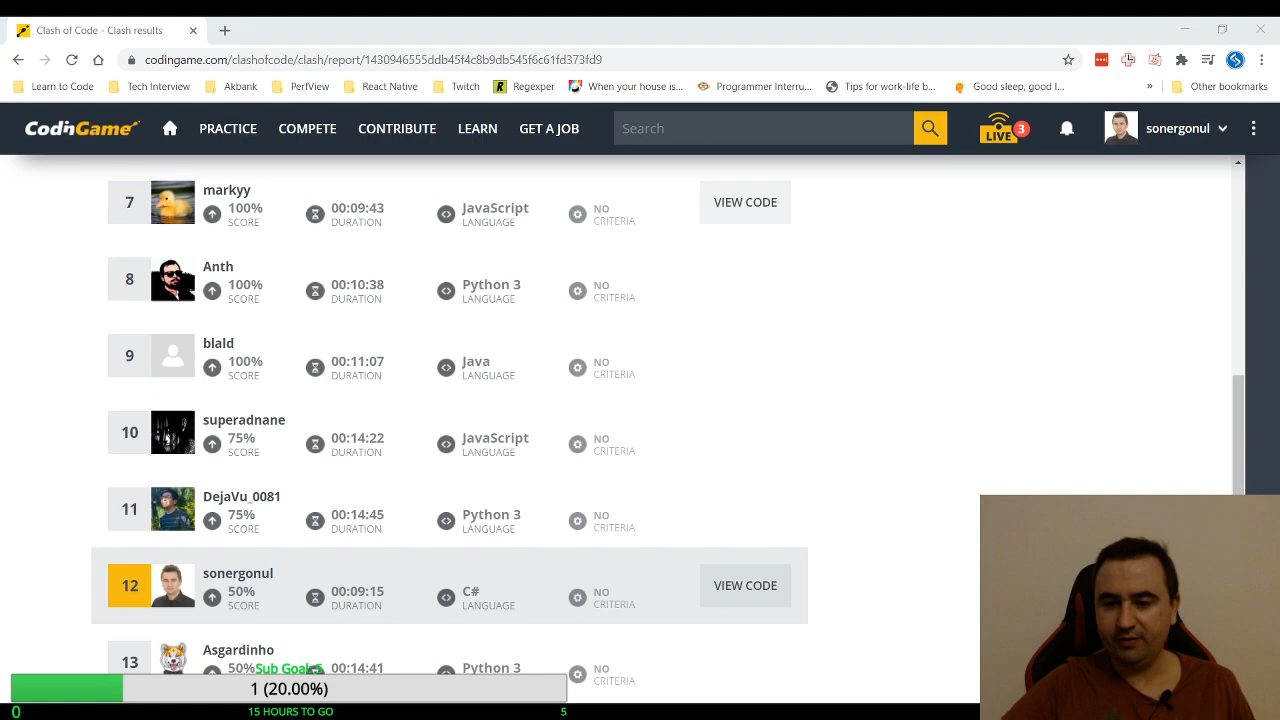 Clash of Code - Clash results
codingame.com/clashofcode/clash/report/1430946555ddb45f4c8b9db545f6c61fd373fd9
Learn to Code Tech Interview Akbank PerfView React Native Twitch R Regexper When your house is... Programmer Interru... Tips for work-life b... Good sleep, good l... » Other bookmarks
CodinGame PRACTICE COMPETE CONTRIBUTE LEARN GET A JOB Search LIVE 3 sonergonul
7 markyy
100% 00:09:43 JavaScript NO VIEW CODE
SCORE DURATION LANGUAGE CRITERIA
8 Anth
100% 00:10:38 Python 3 NO
SCORE DURATION LANGUAGE CRITERIA
9 blald
100% 00:11:07 Java NO
SCORE DURATION LANGUAGE CRITERIA
10 superadnane
75% 00:14:22 JavaScript NO
SCORE DURATION LANGUAGE CRITERIA
11 DejaVu_0081
75% 00:14:45 Python 3 NO
SCORE DURATION LANGUAGE CRITERIA
12 sonergonul
50% 00:09:15 C# NO VIEW CODE
SCORE DURATION LANGUAGE CRITERIA
13 Asgardinho
50% 00:14:41 Python 3 NO
CRITERIA
Sub Goal: 5
1 (20.00%)
0 15 HOURS TO GO 5